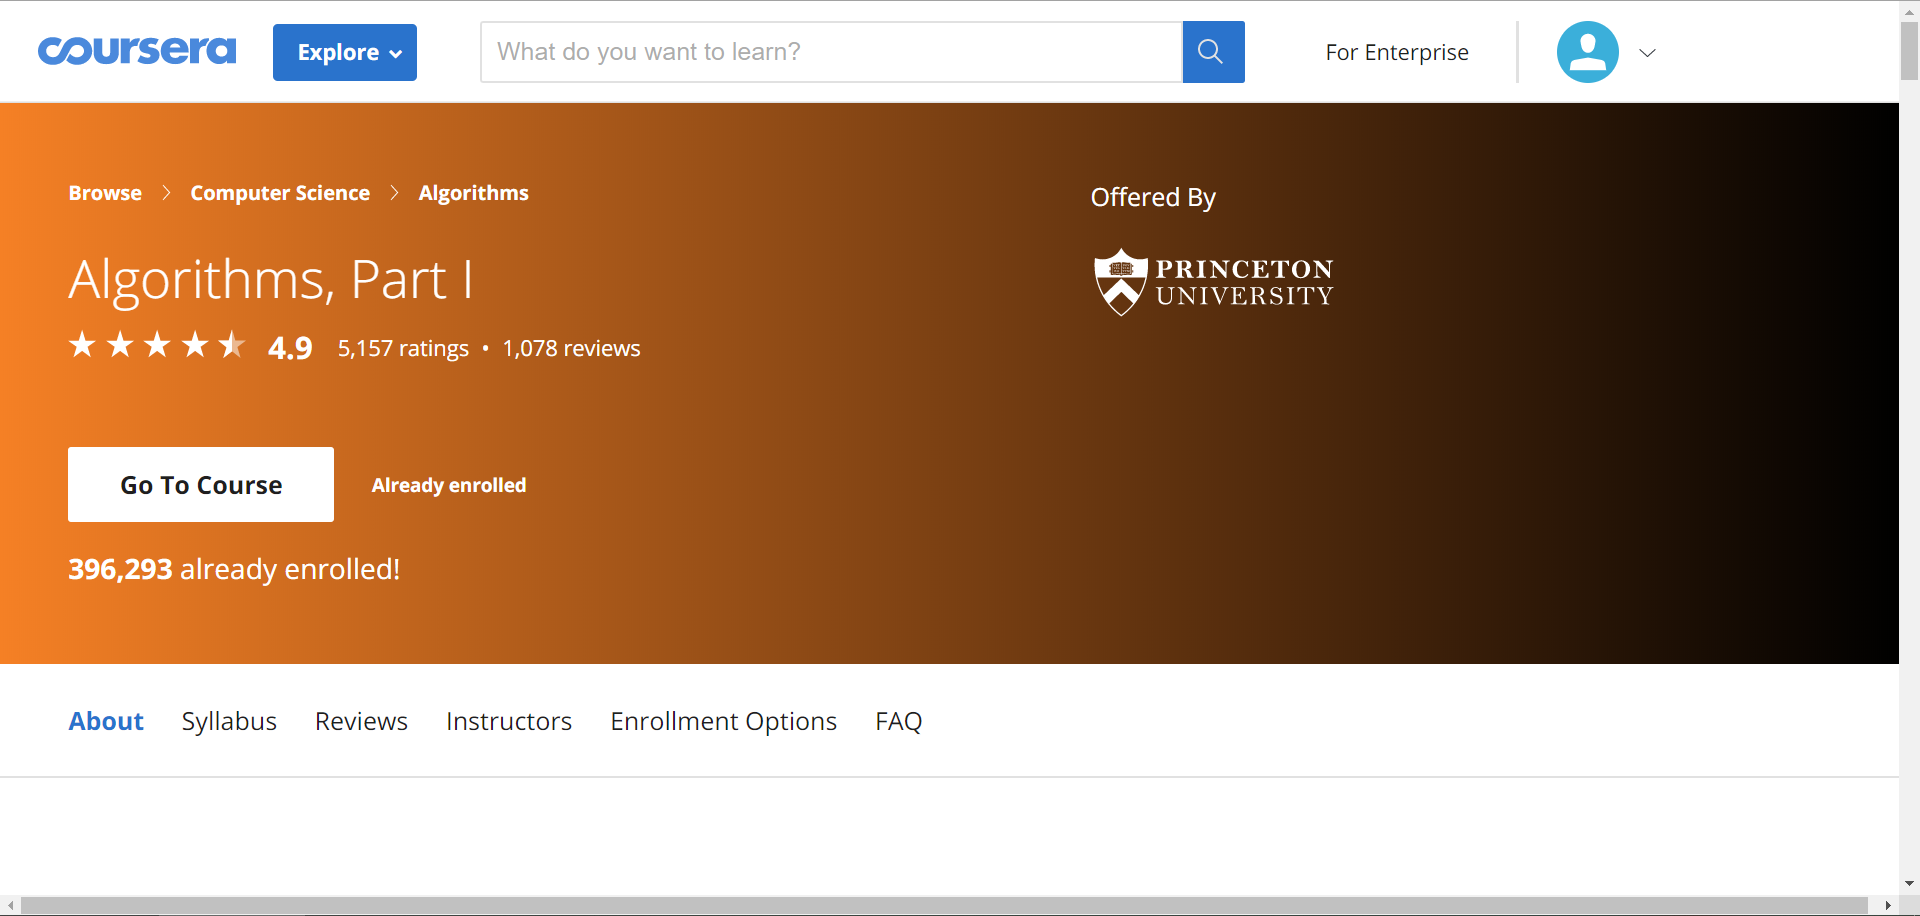 coursera
Explore
What do you want to learn?
For Enterprise
Browse > Computer Science > Algorithms
Offered By
Algorithms, Part I
PRINCETON
UNIVERSITY
4.9 5,157 ratings • 1,078 reviews
Go To Course
Already enrolled
396,293 already enrolled!
About Syllabus Reviews Instructors Enrollment Options FAQ